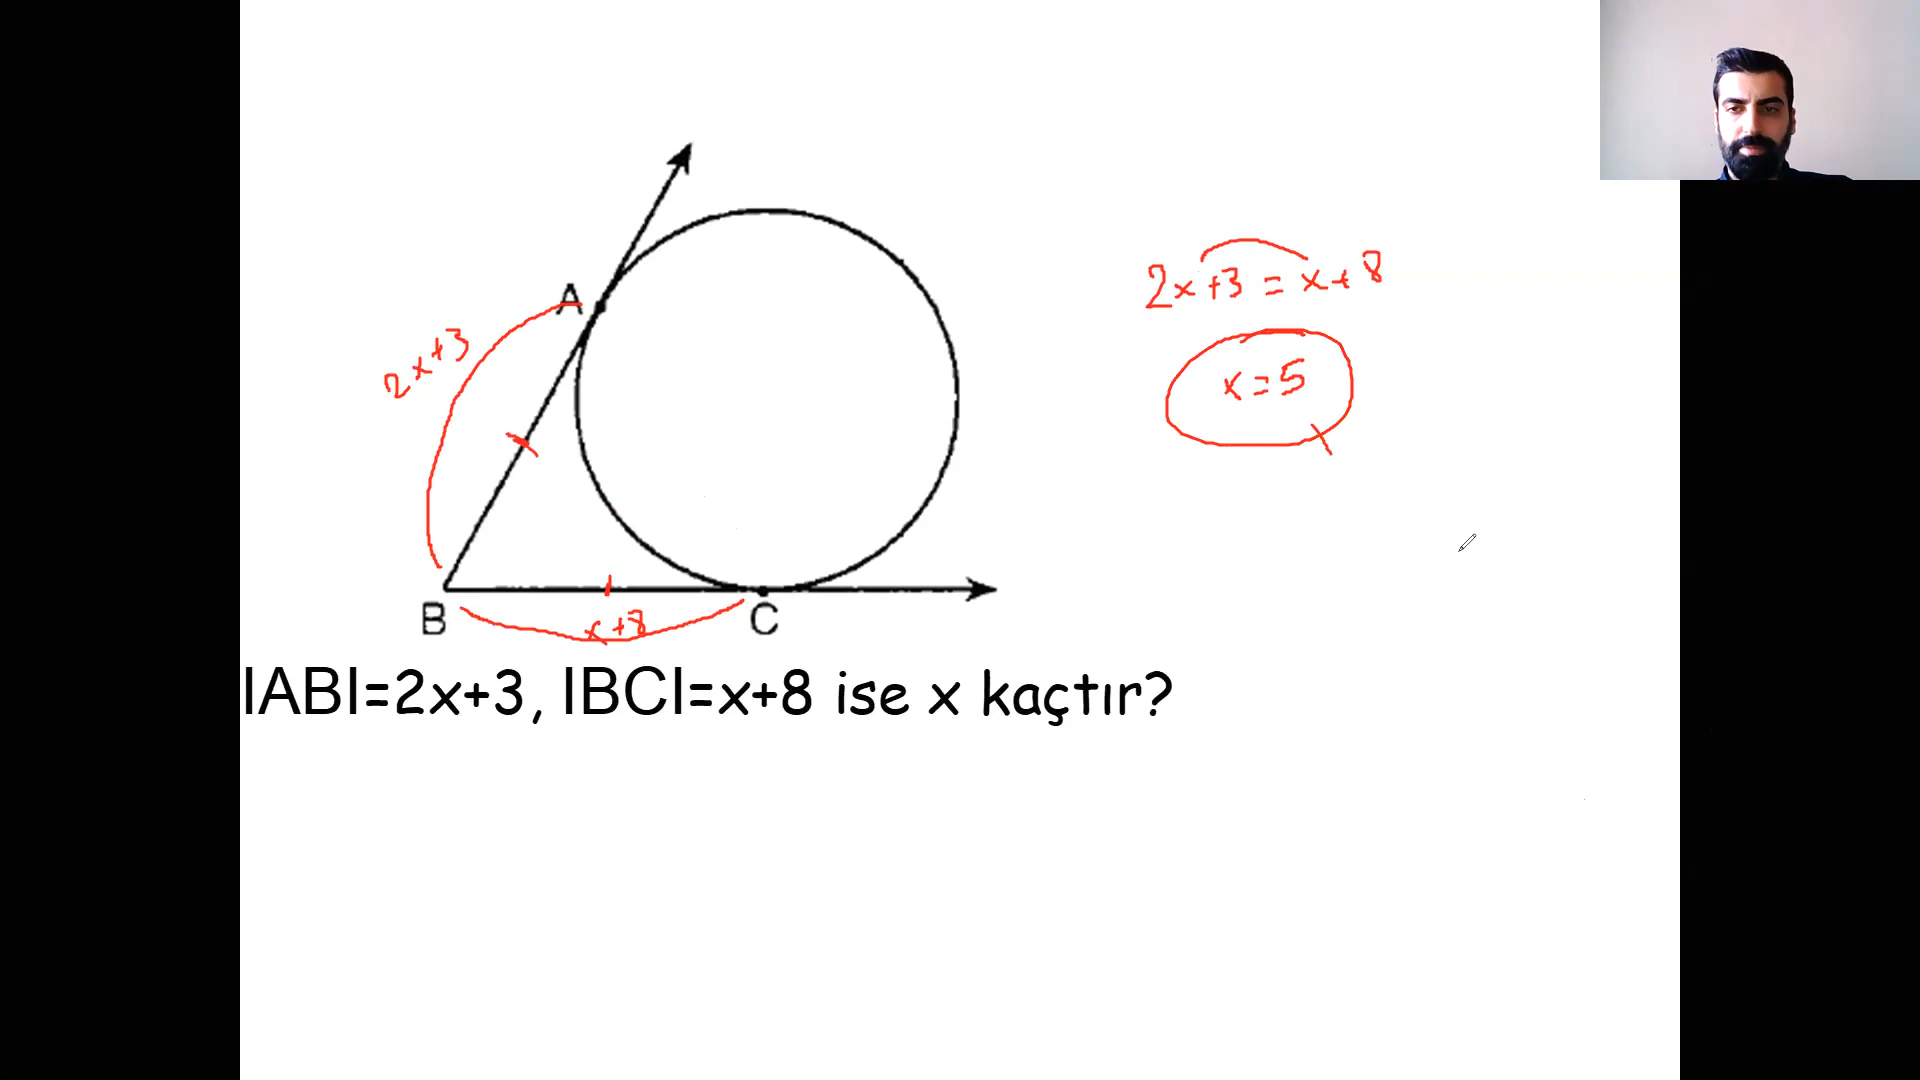 2x+3 = x+8
A
2x+3
x=5
B
x+8
C
IABI=2x+3, IBCI=x+8 ise x kaçtır?